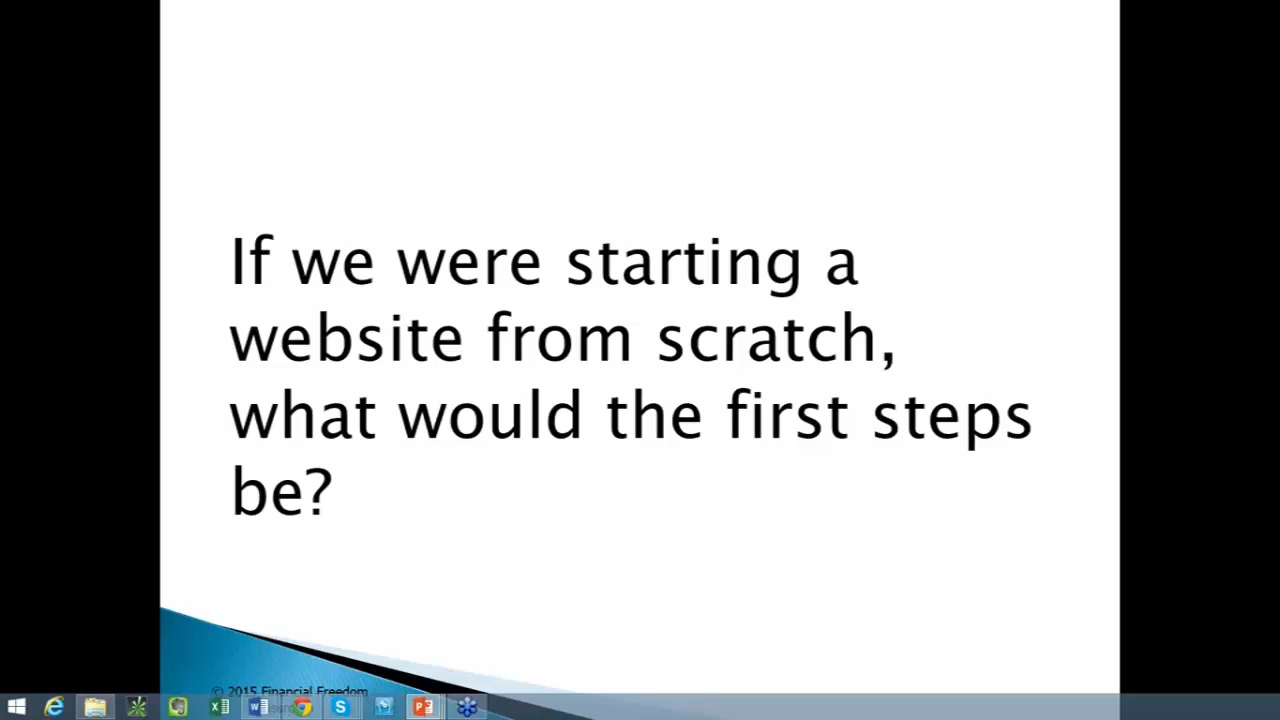 If we were starting a
website from scratch,
what would the first steps
be?
© 2015 Financial Freedom